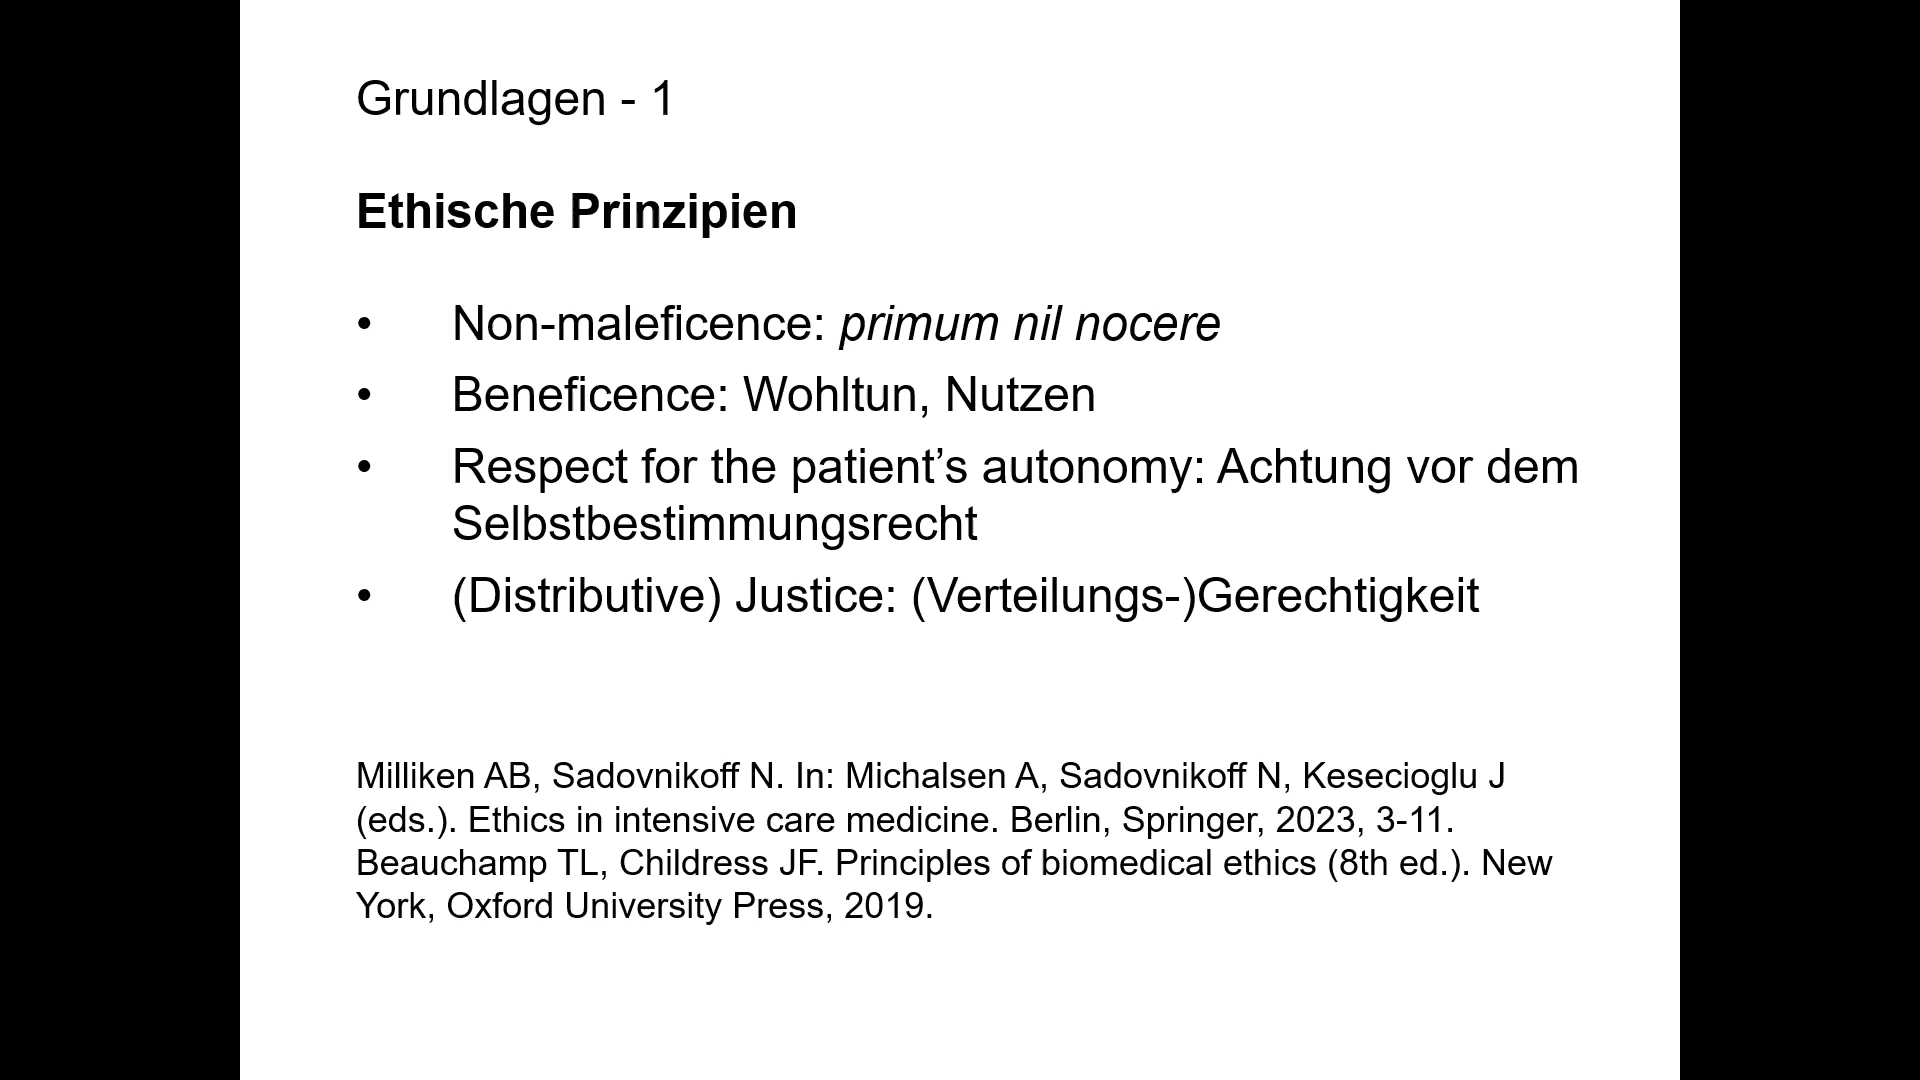 Grundlagen - 1
Ethische Prinzipien
• Non-maleficence: primum nil nocere
• Beneficence: Wohltun, Nutzen
• Respect for the patient’s autonomy: Achtung vor dem
Selbstbestimmungsrecht
• (Distributive) Justice: (Verteilungs-)Gerechtigkeit
Milliken AB, Sadovnikoff N. In: Michalsen A, Sadovnikoff N, Kesecioglu J
(eds.). Ethics in intensive care medicine. Berlin, Springer, 2023, 3-11.
Beauchamp TL, Childress JF. Principles of biomedical ethics (8th ed.). New
York, Oxford University Press, 2019.